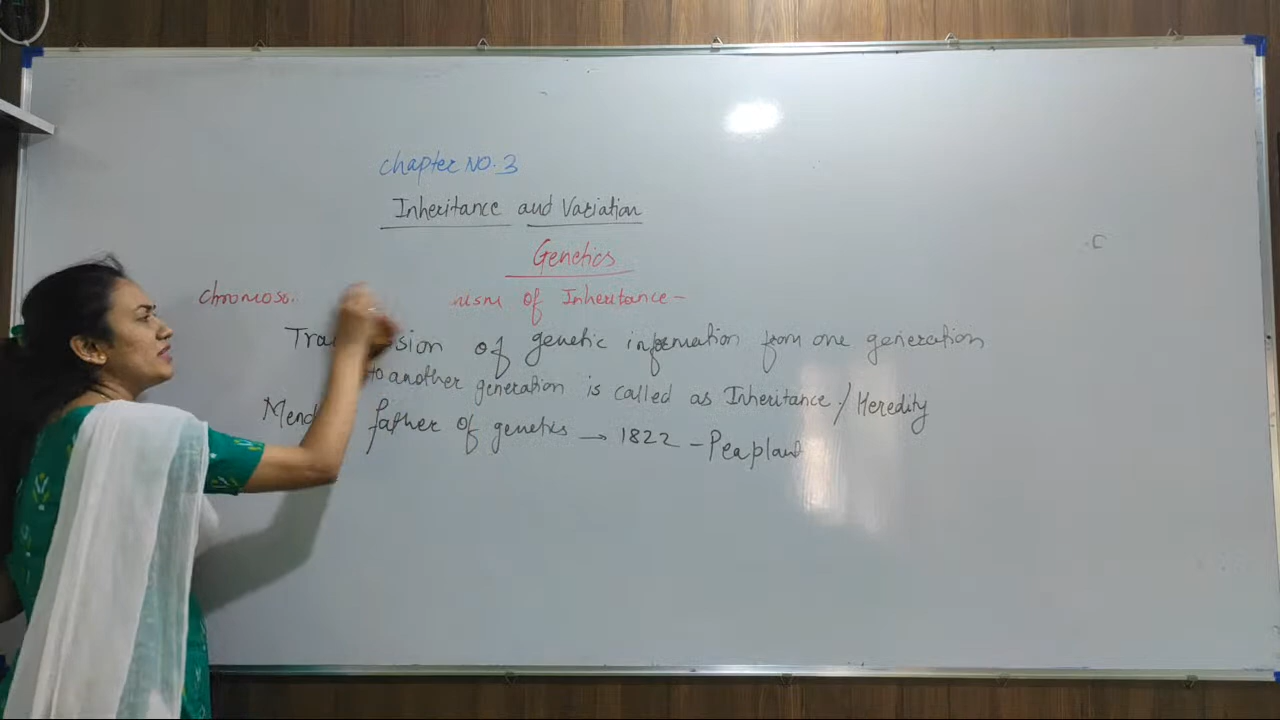 Chapter NO. 3
Inheritance and Variation
Genetics
chromoso nism of Inheritance -
Tra sion of genetic information from one generation
to another generation is called as Inheritance / Heredity
Mend father of genetics → 1822 - Pea plant